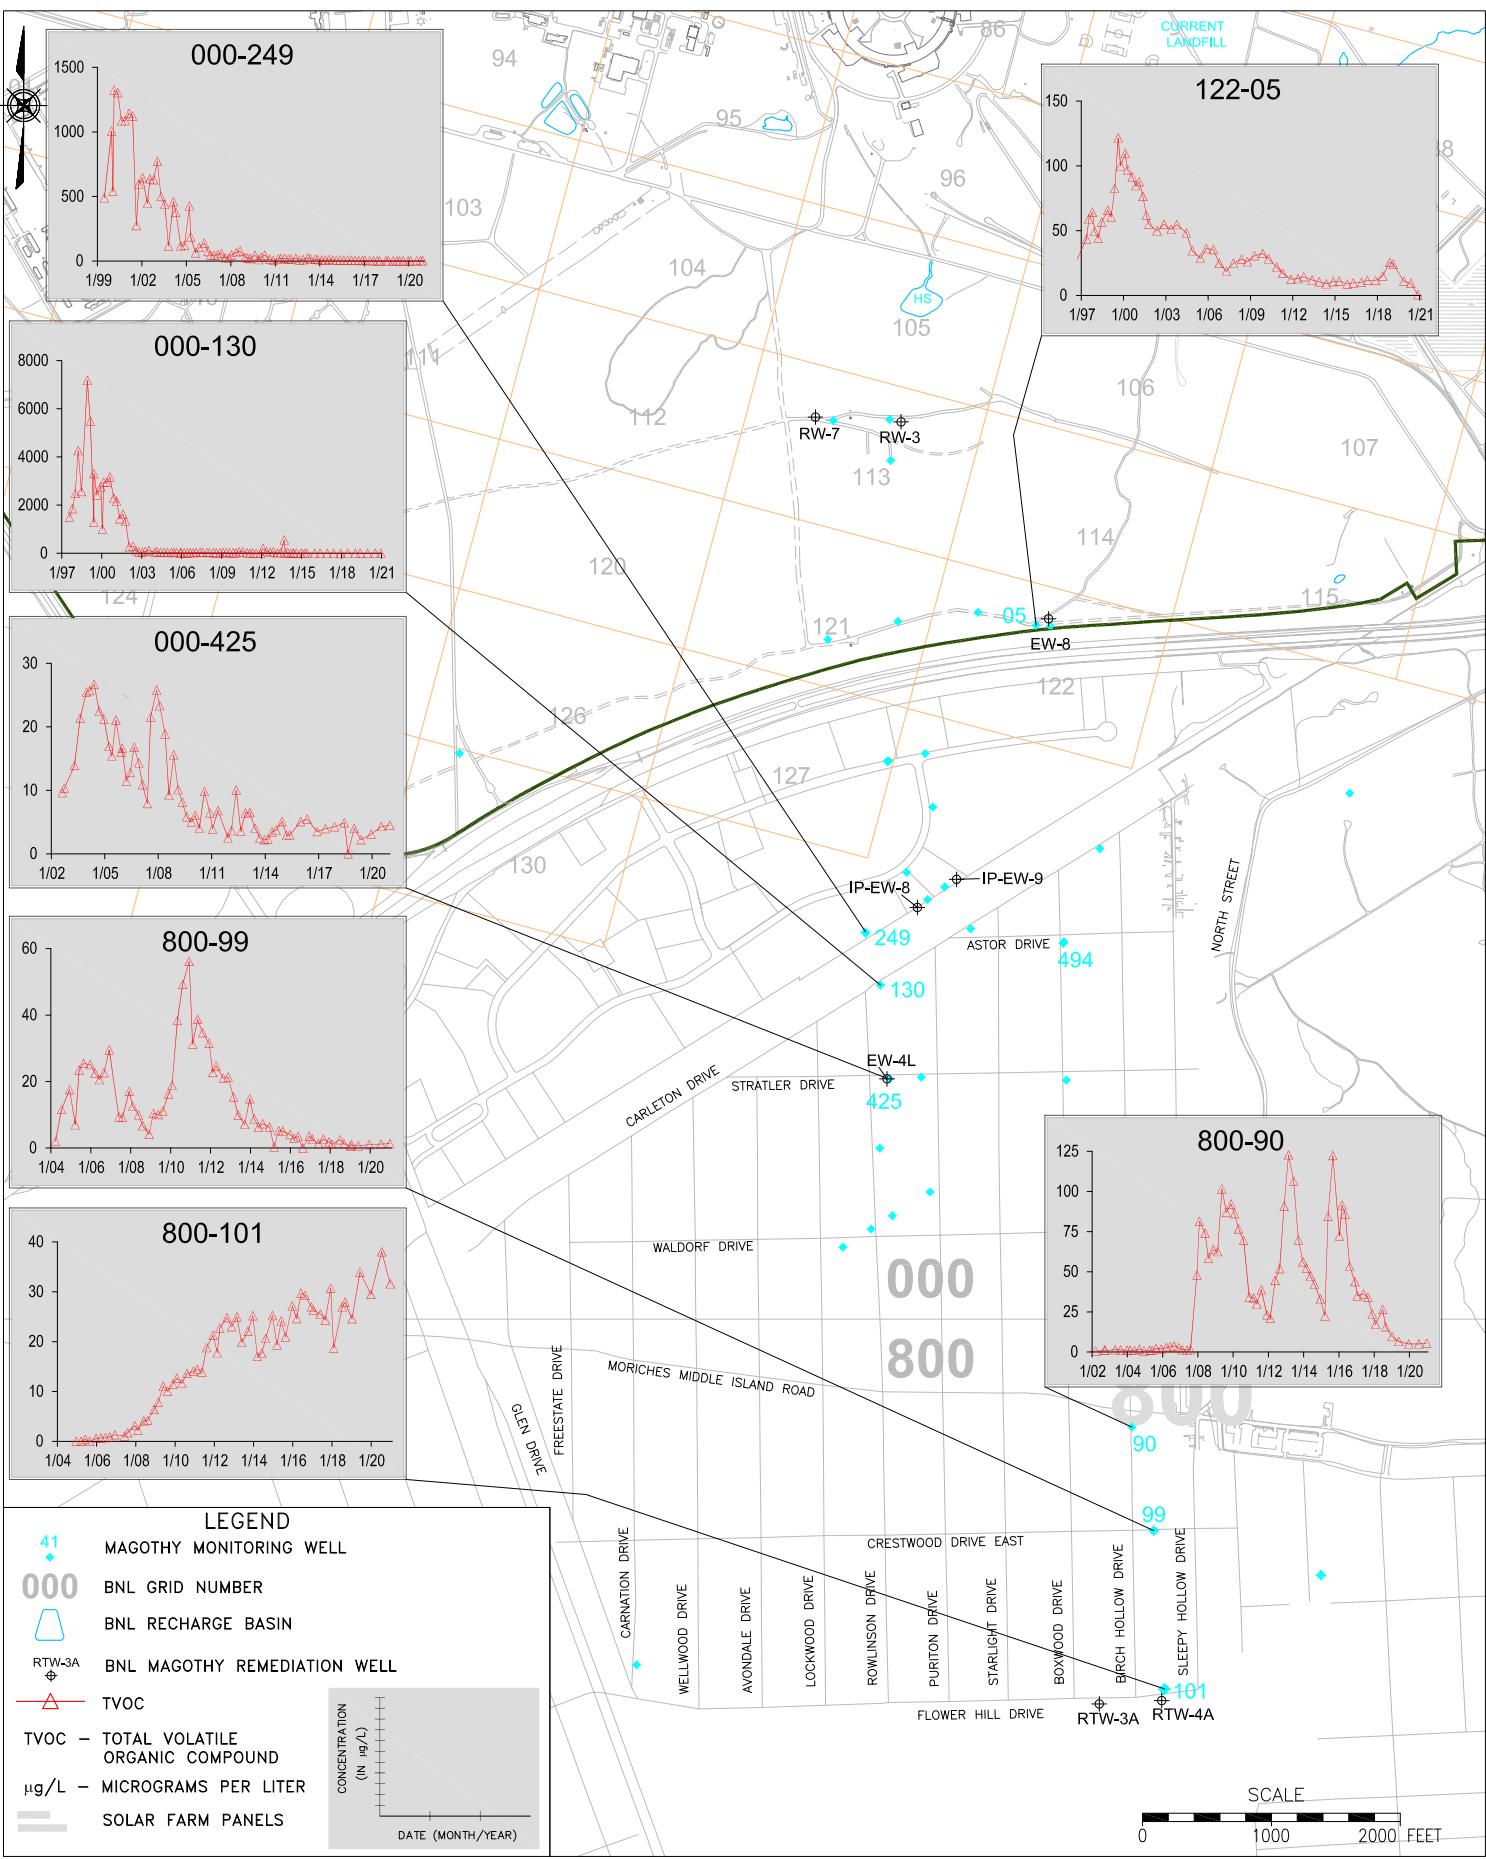 000-249
1500
1000
500
0
1/99 1/02 1/05 1/08 1/11 1/14 1/17 1/20
000-130
8000
6000
4000
2000
0
1/97 1/00 1/03 1/06 1/09 1/12 1/15 1/18 1/21
000-425
30
20
10
0
1/02 1/05 1/08 1/11 1/14 1/17 1/20
800-99
60
40
20
0
1/04 1/06 1/08 1/10 1/12 1/14 1/16 1/18 1/20
800-101
40
30
20
10
0
1/04 1/06 1/08 1/10 1/12 1/14 1/16 1/18 1/20
122-05
150
100
50
0
1/97 1/00 1/03 1/06 1/09 1/12 1/15 1/18 1/21
800-90
125
100
75
50
25
0
1/02 1/04 1/06 1/08 1/10 1/12 1/14 1/16 1/18 1/20
CURRENT
LANDFILL
94
86
95
96
103
104
HS
105
111
106
112
RW-7
RW-3
107
113
114
120
124
115
121
05
EW-8
122
126
127
130
IP-EW-8
IP-EW-9
249
ASTOR DRIVE
494
NORTH STREET
130
EW-4L
STRATLER DRIVE
425
CARLETON DRIVE
WALDORF DRIVE
000
800
MORICHES MIDDLE ISLAND ROAD
FREESTATE DRIVE
GLEN DRIVE
800
90
99
CRESTWOOD DRIVE EAST
CARNATION DRIVE
WELLWOOD DRIVE
AVONDALE DRIVE
LOCKWOOD DRIVE
ROWLINSON DRIVE
PURITON DRIVE
STARLIGHT DRIVE
BOXWOOD DRIVE
BIRCH HOLLOW DRIVE
SLEEPY HOLLOW DRIVE
101
RTW-3A
RTW-4A
FLOWER HILL DRIVE
LEGEND
41 MAGOTHY MONITORING WELL
000 BNL GRID NUMBER
BNL RECHARGE BASIN
RTW-3A BNL MAGOTHY REMEDIATION WELL
TVOC
TVOC – TOTAL VOLATILE
ORGANIC COMPOUND
µg/L – MICROGRAMS PER LITER
SOLAR FARM PANELS
CONCENTRATION
(IN µg/L)
DATE (MONTH/YEAR)
SCALE
0 1000 2000 FEET